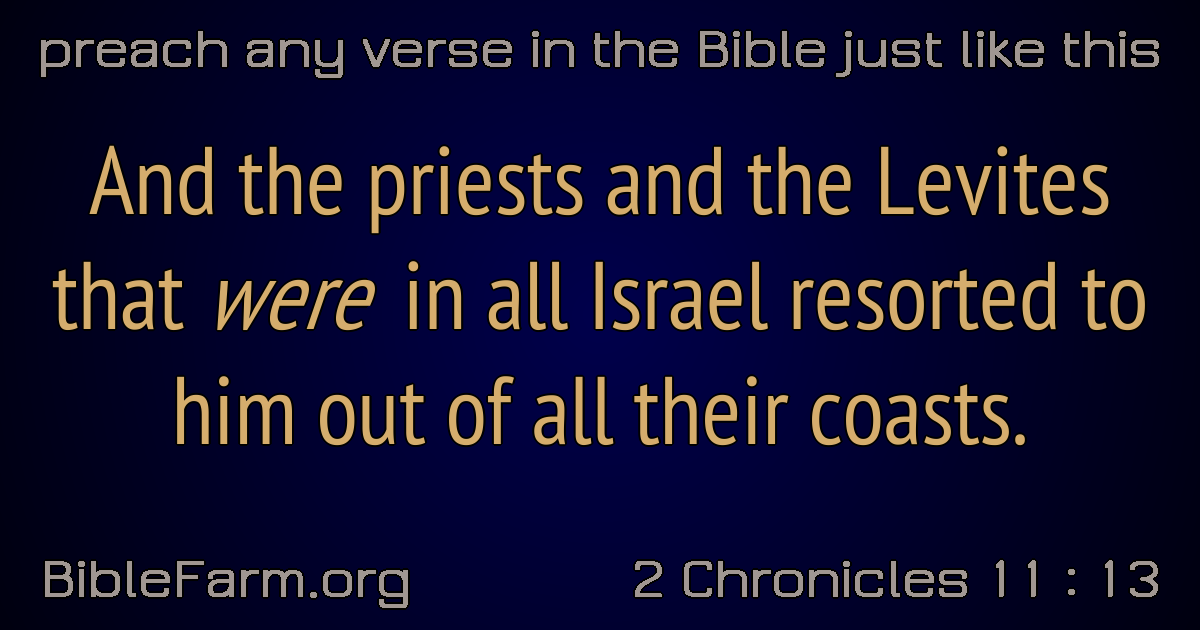 preach any verse in the Bible just like this
And the priests and the Levites
that were in all Israel resorted to
him out of all their coasts.
BibleFarm.org
2 Chronicles 11 : 13